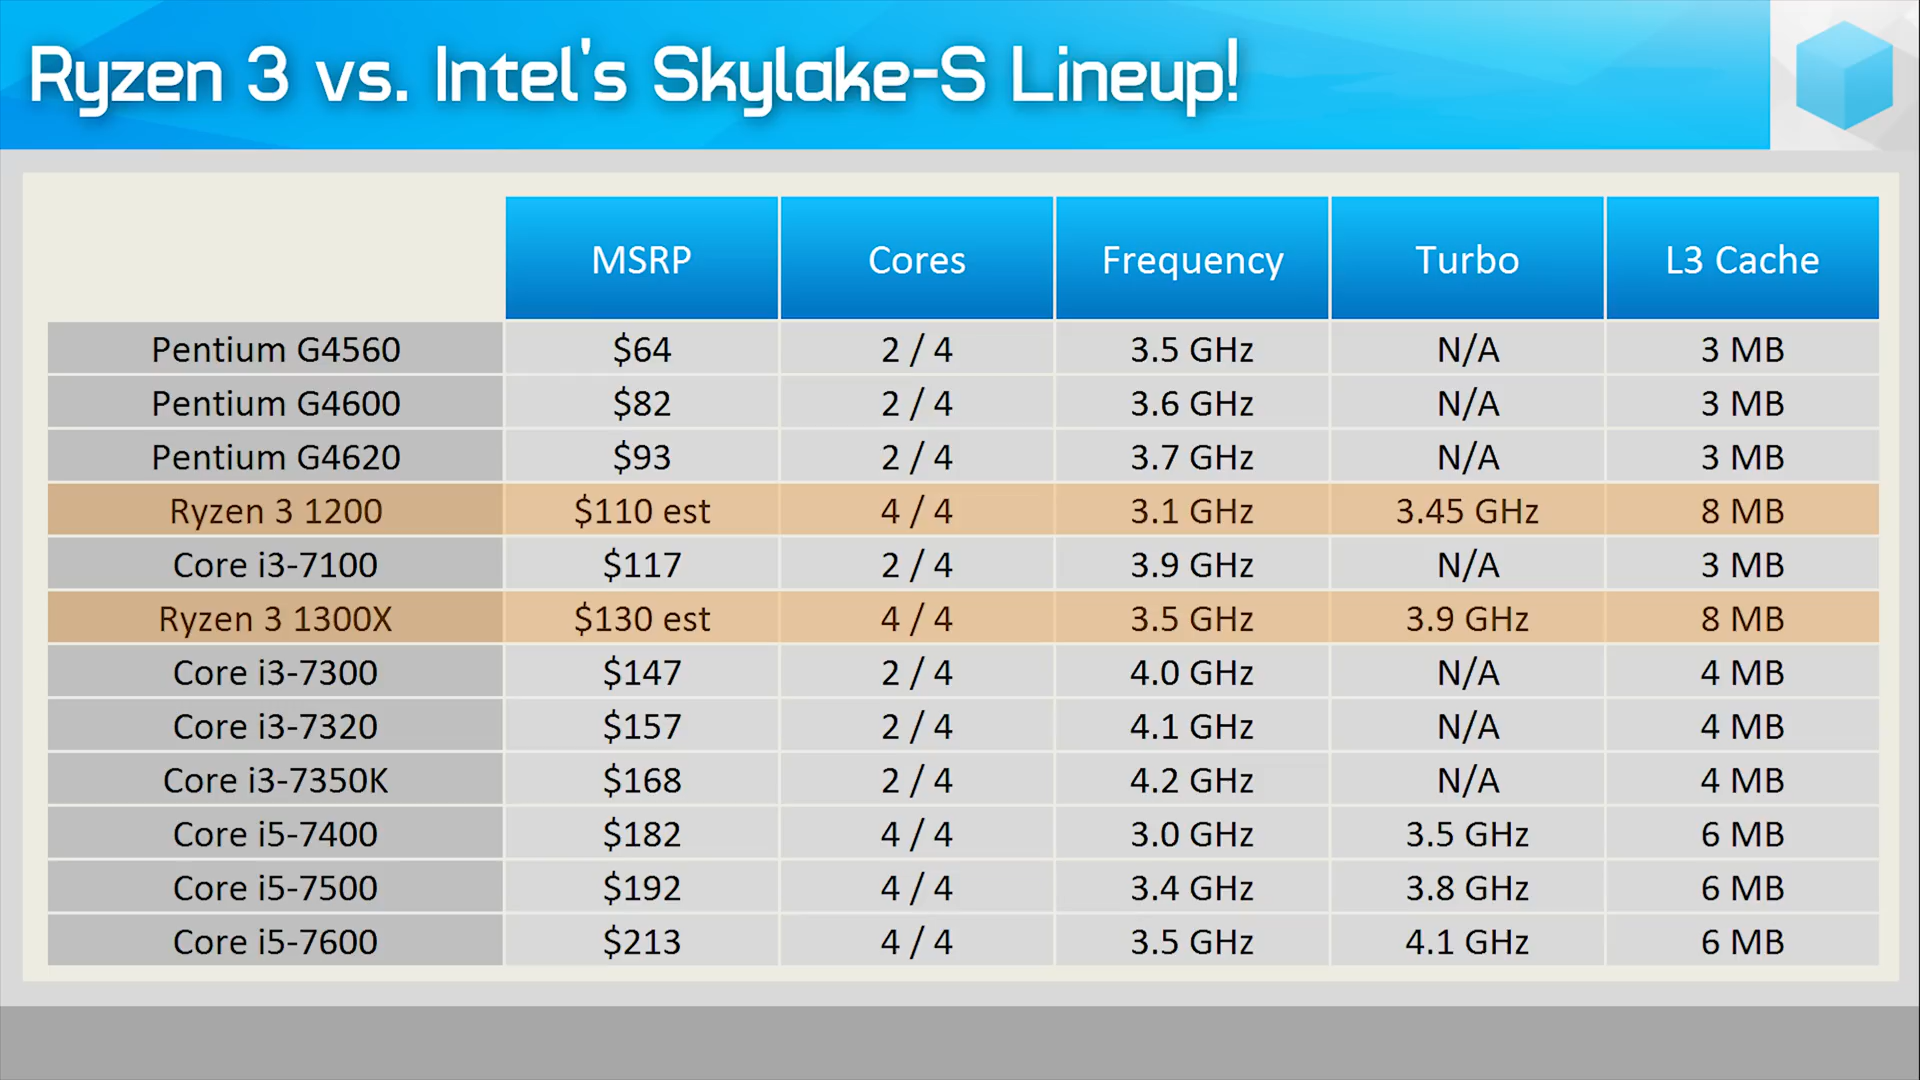 Ryzen 3 vs. Intel's Skylake-S Lineup!
MSRP Cores Frequency Turbo L3 Cache
Pentium G4560 $64 2 / 4 3.5 GHz N/A 3 MB
Pentium G4600 $82 2 / 4 3.6 GHz N/A 3 MB
Pentium G4620 $93 2 / 4 3.7 GHz N/A 3 MB
Ryzen 3 1200 $110 est 4 / 4 3.1 GHz 3.45 GHz 8 MB
Core i3-7100 $117 2 / 4 3.9 GHz N/A 3 MB
Ryzen 3 1300X $130 est 4 / 4 3.5 GHz 3.9 GHz 8 MB
Core i3-7300 $147 2 / 4 4.0 GHz N/A 4 MB
Core i3-7320 $157 2 / 4 4.1 GHz N/A 4 MB
Core i3-7350K $168 2 / 4 4.2 GHz N/A 4 MB
Core i5-7400 $182 4 / 4 3.0 GHz 3.5 GHz 6 MB
Core i5-7500 $192 4 / 4 3.4 GHz 3.8 GHz 6 MB
Core i5-7600 $213 4 / 4 3.5 GHz 4.1 GHz 6 MB